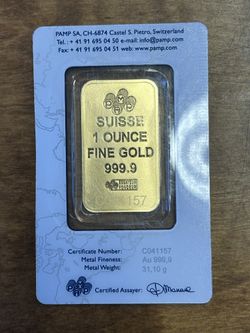 PAMP SA, CH-6874 Castel S. Pietro, Switzerland
Tel.: + 41 91 695 04 50 e-mail: info@pamp.com
Fax: + 41 91 695 04 51 http://www.pamp.com
SUISSE
1 OUNCE
FINE GOLD
999.9
157
Certificate Number: C041157
Metal Fineness: Au 999,9
Metal Weight: 31,10 g
Certified Assayer: